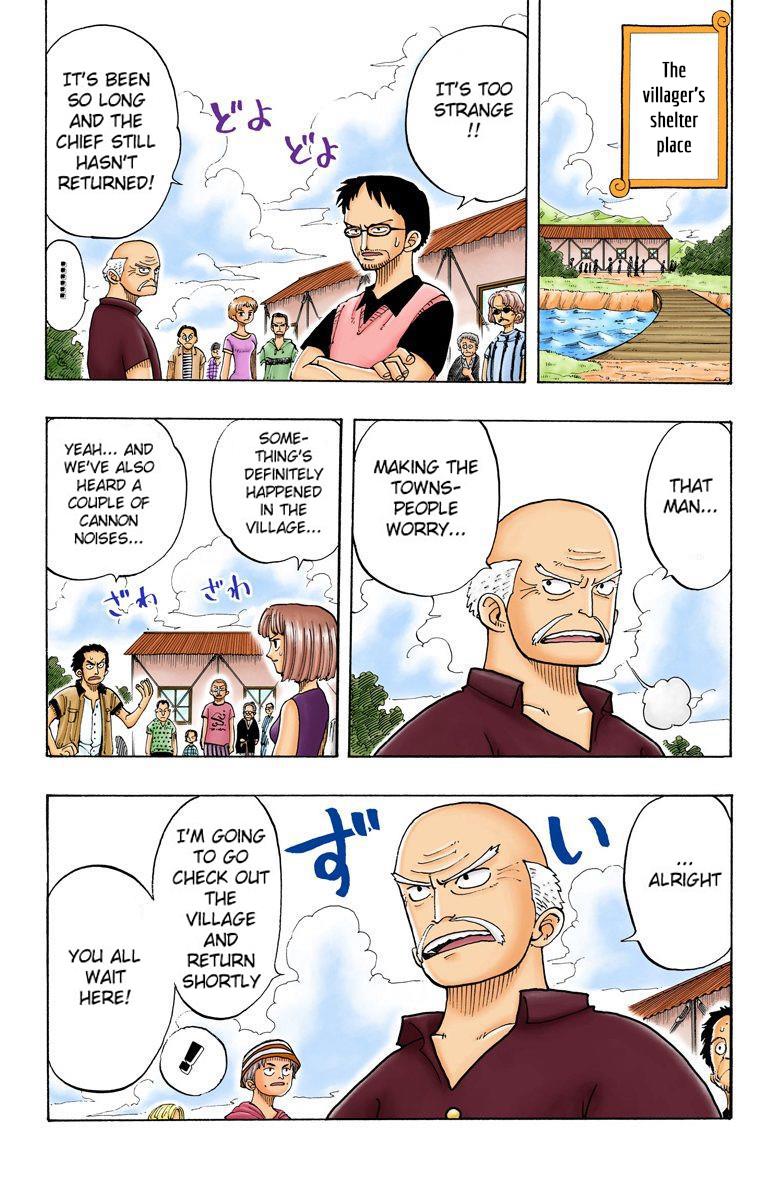 The
villager's
shelter
place
IT'S TOO
STRANGE
!!
どよ
どよ
IT'S BEEN
SO LONG
AND THE
CHIEF STILL
HASN'T
RETURNED!
THAT
MAN...
MAKING THE
TOWNS-
PEOPLE
WORRY...
SOME-
THING'S
DEFINITELY
HAPPENED
IN THE
VILLAGE...
YEAH... AND
WE'VE ALSO
HEARD A
COUPLE OF
CANNON
NOISES...
ざわ
ざわ
...
ALRIGHT
ずい
I'M GOING
TO GO
CHECK OUT
THE
VILLAGE
AND
RETURN
SHORTLY
YOU ALL
WAIT
HERE!
!